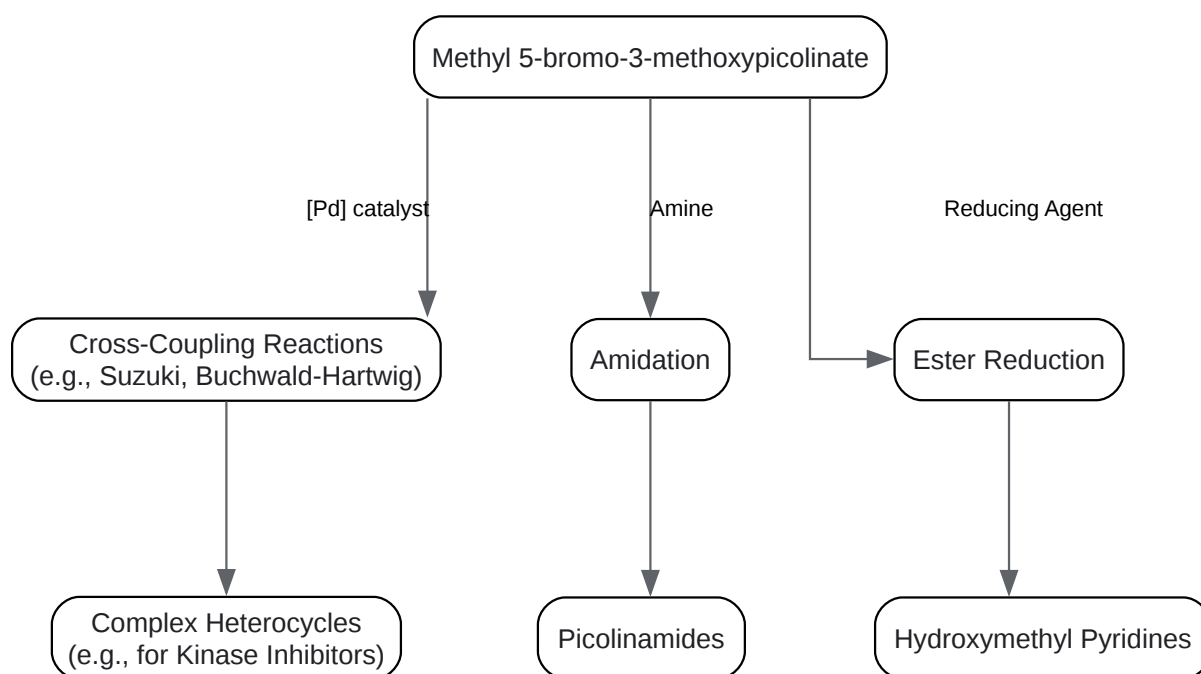 Methyl 5-bromo-3-methoxypicolinate
[Pd] catalyst
Amine
Reducing Agent
Cross-Coupling Reactions
(e.g., Suzuki, Buchwald-Hartwig)
Amidation
Ester Reduction
Complex Heterocycles
(e.g., for Kinase Inhibitors)
Picolinamides
Hydroxymethyl Pyridines